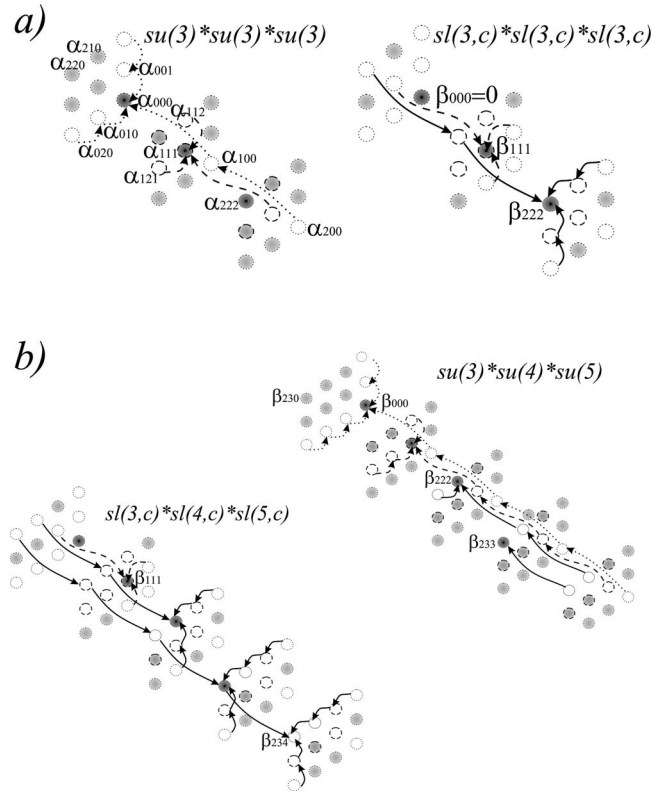 a)
su(3)*su(3)*su(3)
sl(3,c)*sl(3,c)*sl(3,c)
α210
α220
α001
α000
α112
α010
α020
α111
α100
α121
α222
α200
β000=0
β111
β222
b)
su(3)*su(4)*su(5)
β230
β000
β222
β233
sl(3,c)*sl(4,c)*sl(5,c)
β111
β234